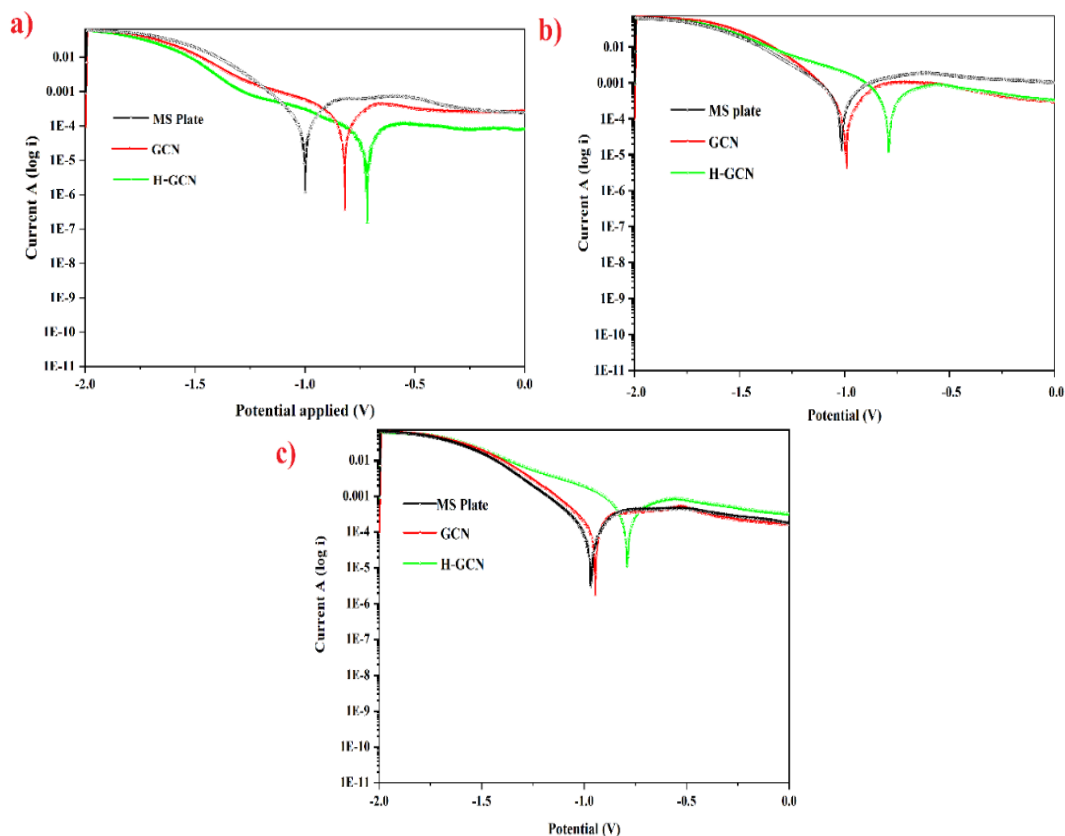 a)
Current A (log i)
0.01
0.001
1E-4
1E-5
1E-6
1E-7
1E-8
1E-9
1E-10
1E-11
MS Plate
GCN
H-GCN
-2.0 -1.5 -1.0 -0.5 0.0
Potential applied (V)
b)
Current A (log i)
0.01
0.001
1E-4
1E-5
1E-6
1E-7
1E-8
1E-9
1E-10
1E-11
MS plate
GCN
H-GCN
-2.0 -1.5 -1.0 -0.5 0.0
Potential (V)
c)
Current A (log i)
0.01
0.001
1E-4
1E-5
1E-6
1E-7
1E-8
1E-9
1E-10
1E-11
MS Plate
GCN
H-GCN
-2.0 -1.5 -1.0 -0.5 0.0
Potential (V)